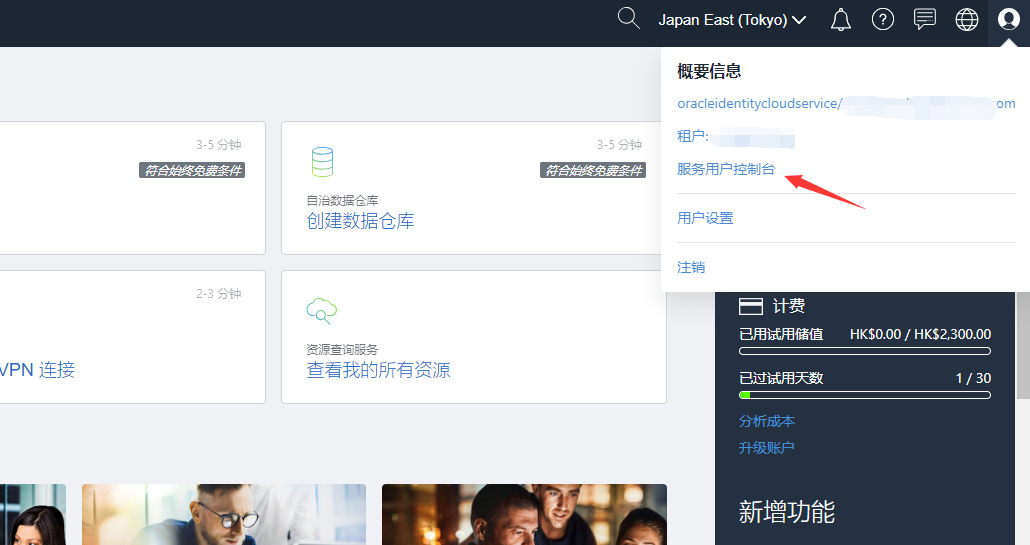 Japan East (Tokyo)
概要信息
oracleidentitycloudservice/
om
租户:
服务用户控制台
用户设置
注销
3-5 分钟
符合始终免费条件
3-5 分钟
符合始终免费条件
自治数据仓库
创建数据仓库
2-3 分钟
VPN 连接
资源查询服务
查看我的所有资源
计费
已用试用储值 HK$0.00 / HK$2,300.00
已过试用天数 1 / 30
分析成本
升级账户
新增功能